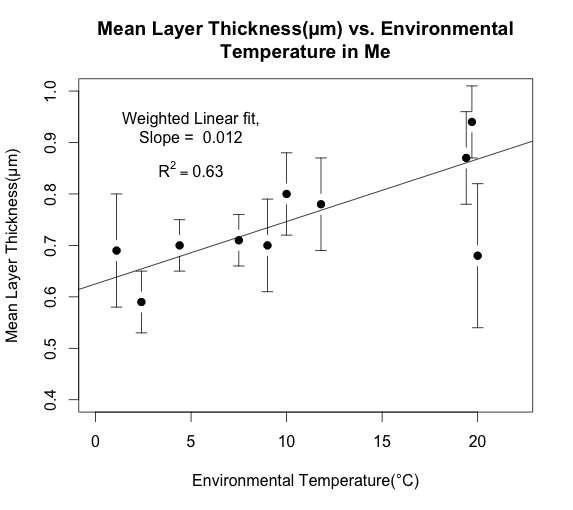 Mean Layer Thickness(μm) vs. Environmental
Temperature in Me
Weighted Linear fit,
Slope =  0.012
R² = 0.63
Mean Layer Thickness(μm)
1.0
0.9
0.8
0.7
0.6
0.5
0.4
0
5
10
15
20
Environmental Temperature(°C)